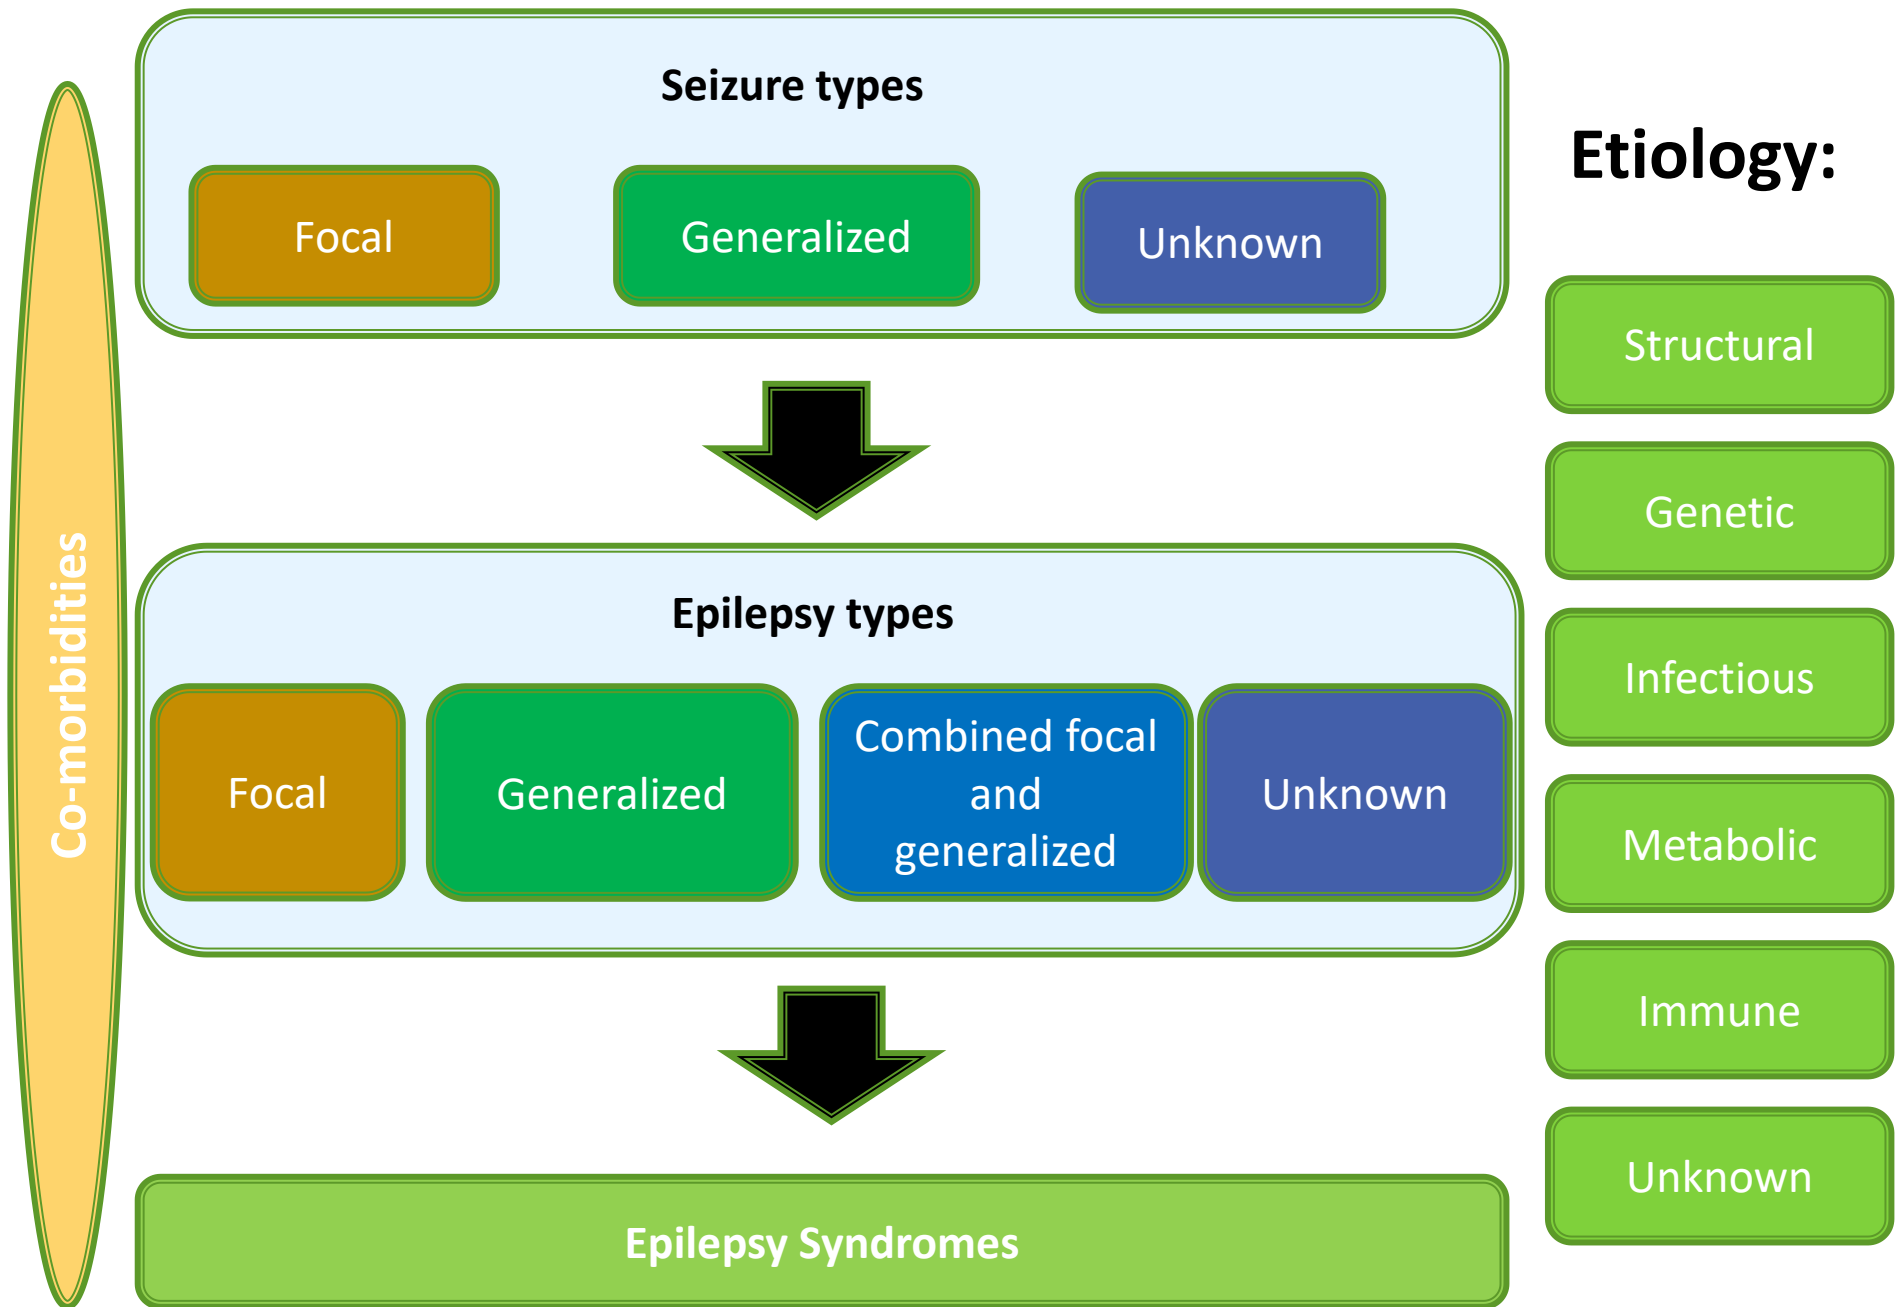 Seizure types
Focal
Generalized
Unknown
Co-morbidities
Epilepsy types
Focal
Generalized
Combined focal
and
generalized
Unknown
Epilepsy Syndromes
Etiology:
Structural
Genetic
Infectious
Metabolic
Immune
Unknown